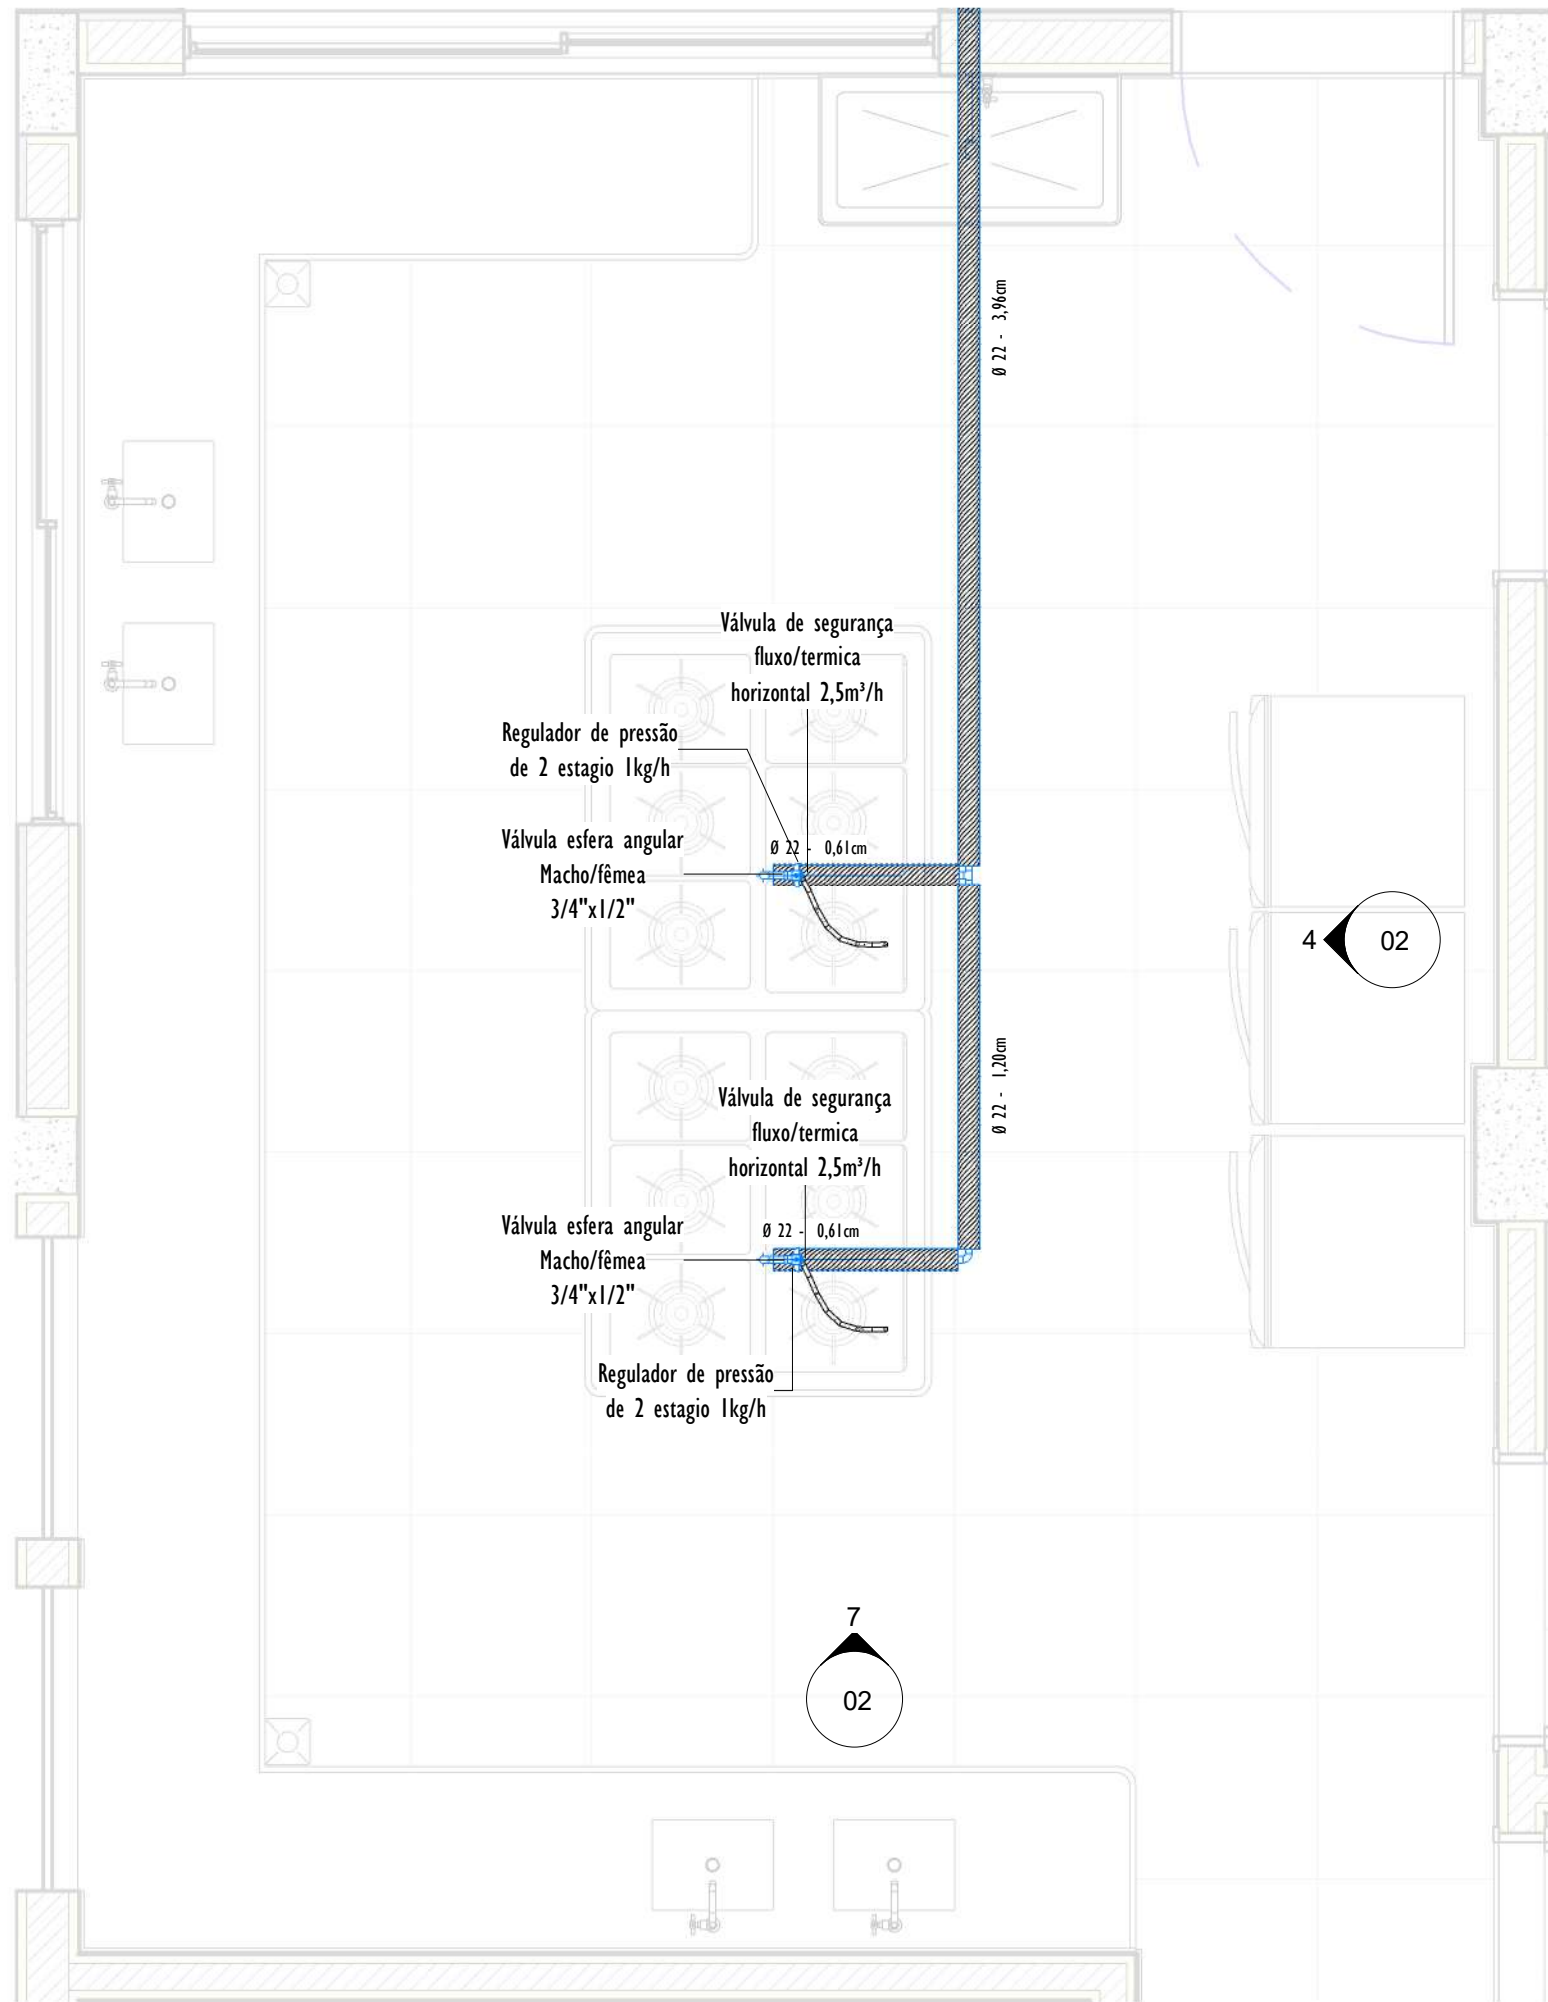 Ø 22 - 3,96cm
Válvula de segurança
fluxo/termica
horizontal 2,5m³/h
Regulador de pressão
de 2 estagio 1kg/h
Válvula esfera angular
Macho/fêmea
3/4"x1/2"
Ø 22 - 0,61cm
4
02
Ø 22 - 1,20cm
Válvula de segurança
fluxo/termica
horizontal 2,5m³/h
Válvula esfera angular
Macho/fêmea
3/4"x1/2"
Ø 22 - 0,61cm
Regulador de pressão
de 2 estagio 1kg/h
7
02